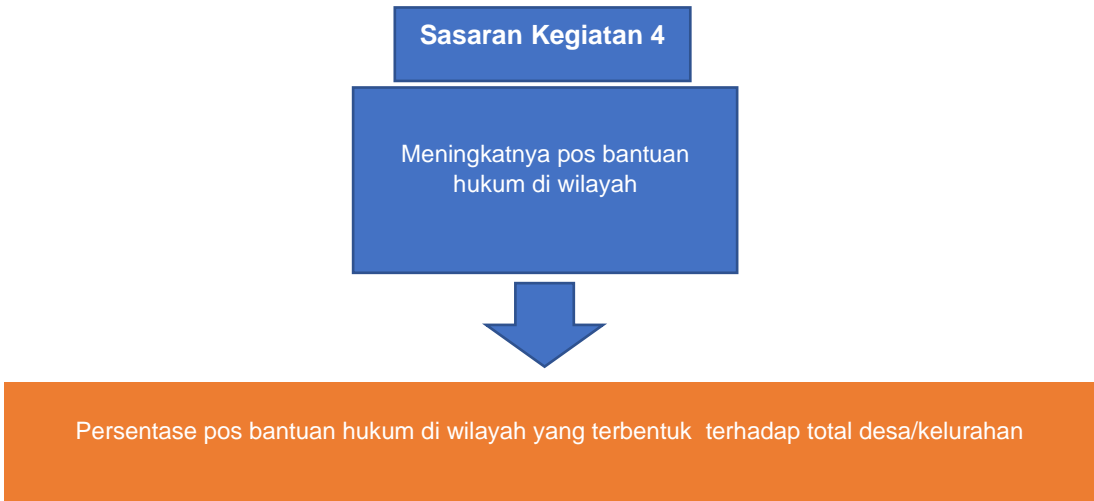 Sasaran Kegiatan 4
Meningkatnya pos bantuan
hukum di wilayah
Persentase pos bantuan hukum di wilayah yang terbentuk  terhadap total desa/kelurahan